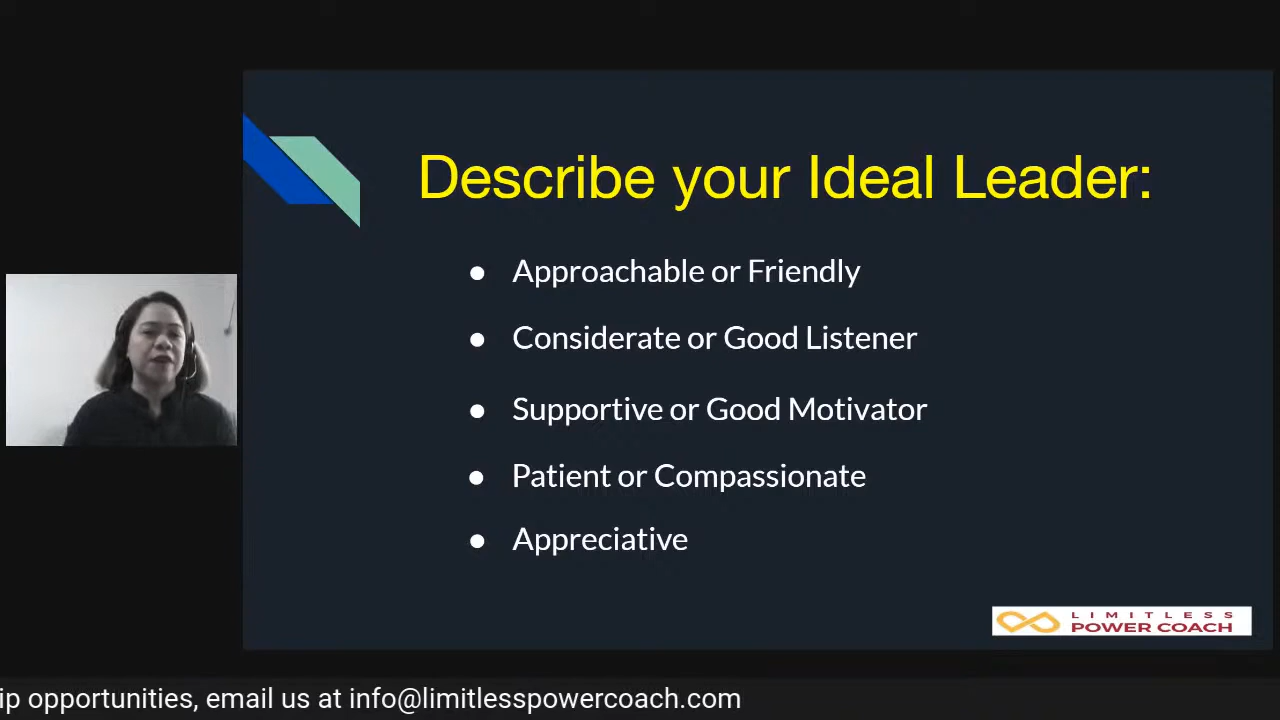 Describe your Ideal Leader:
● Approachable or Friendly
● Considerate or Good Listener
● Supportive or Good Motivator
● Patient or Compassionate
● Appreciative
LIMITLESS
POWER COACH
ip opportunities, email us at info@limitlesspowercoach.com